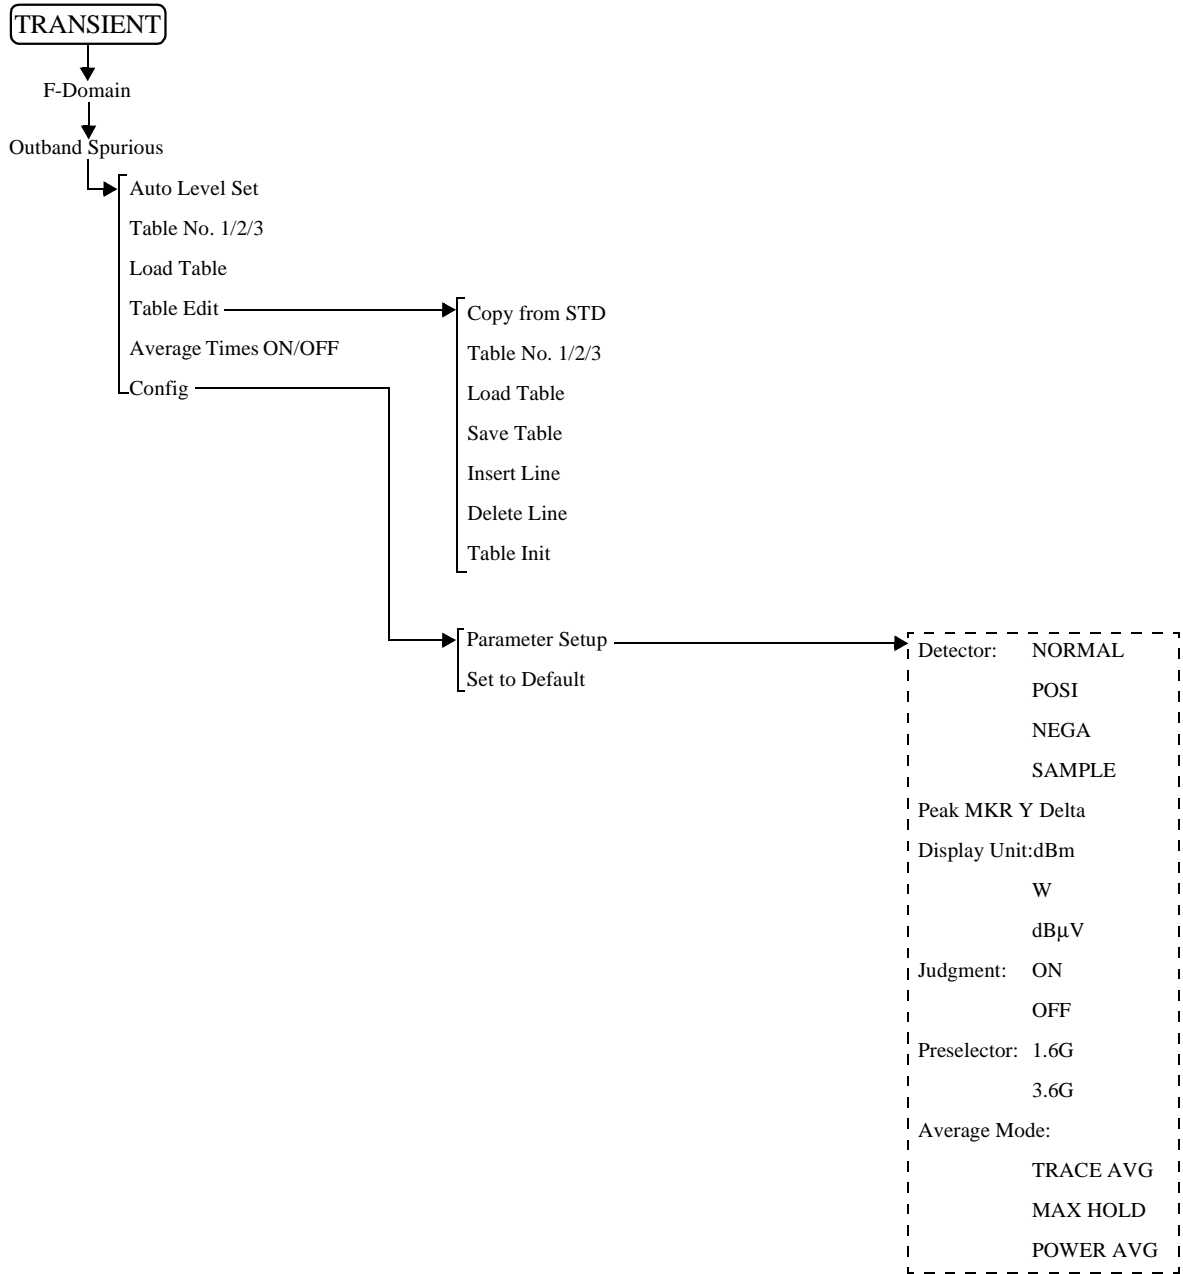 TRANSIENT
F-Domain
Outband Spurious
Auto Level Set
Table No. 1/2/3
Load Table
Table Edit
Average Times ON/OFF
Config
Copy from STD
Table No. 1/2/3
Load Table
Save Table
Insert Line
Delete Line
Table Init
Parameter Setup
Set to Default
Detector: NORMAL
POSI
NEGA
SAMPLE
Peak MKR Y Delta
Display Unit:dBm
W
dBµV
Judgment: ON
OFF
Preselector: 1.6G
3.6G
Average Mode:
TRACE AVG
MAX HOLD
POWER AVG